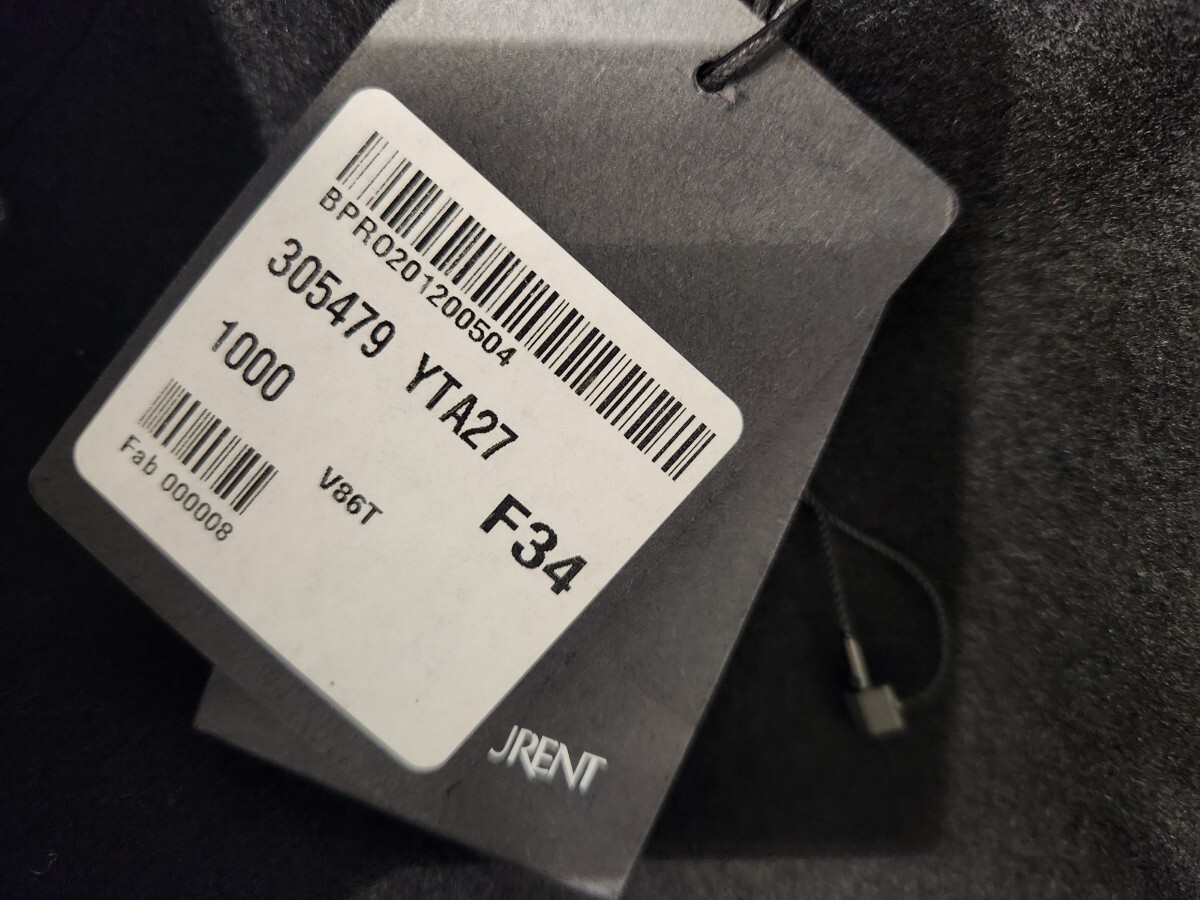 BPR0201200504
305479 YTA27
1000
F34
V86T
Fab 000008
JRENT